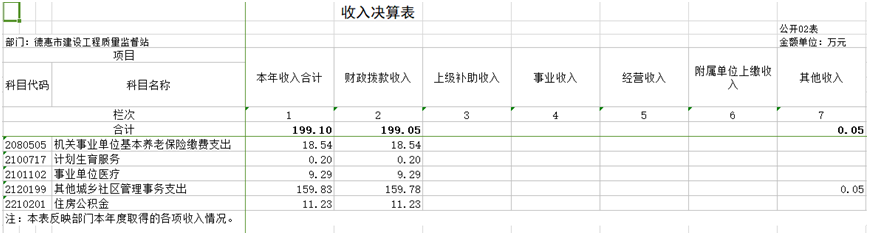 收入决算表
公开02表
部门：德惠市建设工程质量监督站 金额单位：万元
项目
科目代码 科目名称 本年收入合计 财政拨款收入 上级补助收入 事业收入 经营收入 附属单位上缴收入 其他收入
栏次 1 2 3 4 5 6 7
合计 199.10 199.05 0.05
2080505 机关事业单位基本养老保险缴费支出 18.54 18.54
2100717 计划生育服务 0.20 0.20
2101102 事业单位医疗 9.29 9.29
2120199 其他城乡社区管理事务支出 159.83 159.78 0.05
2210201 住房公积金 11.23 11.23
注：本表反映部门本年度取得的各项收入情况。